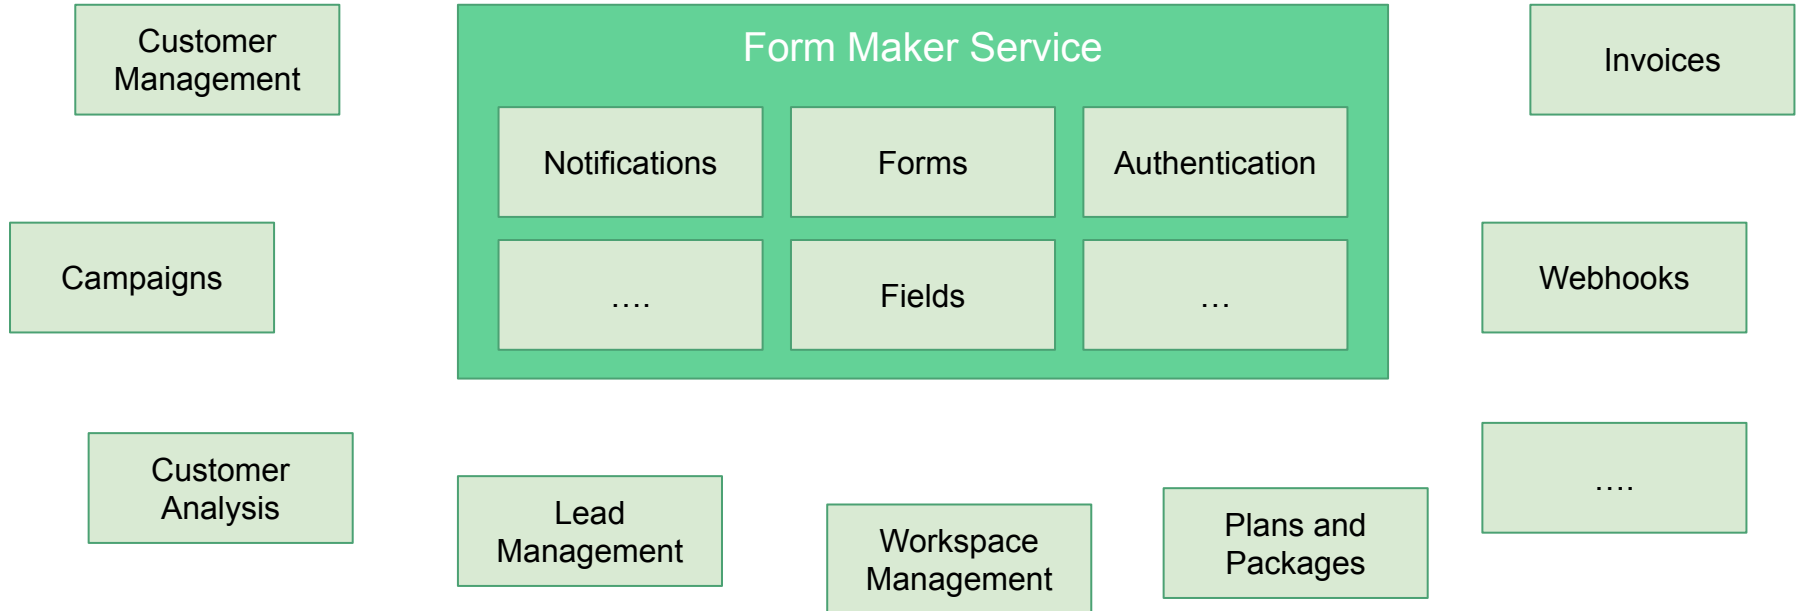 Customer
Management
Form Maker Service
Invoices
Notifications
Forms
Authentication
Campaigns
....
Fields
...
Webhooks
Customer
Analysis
Lead
Management
Workspace
Management
Plans and
Packages
....